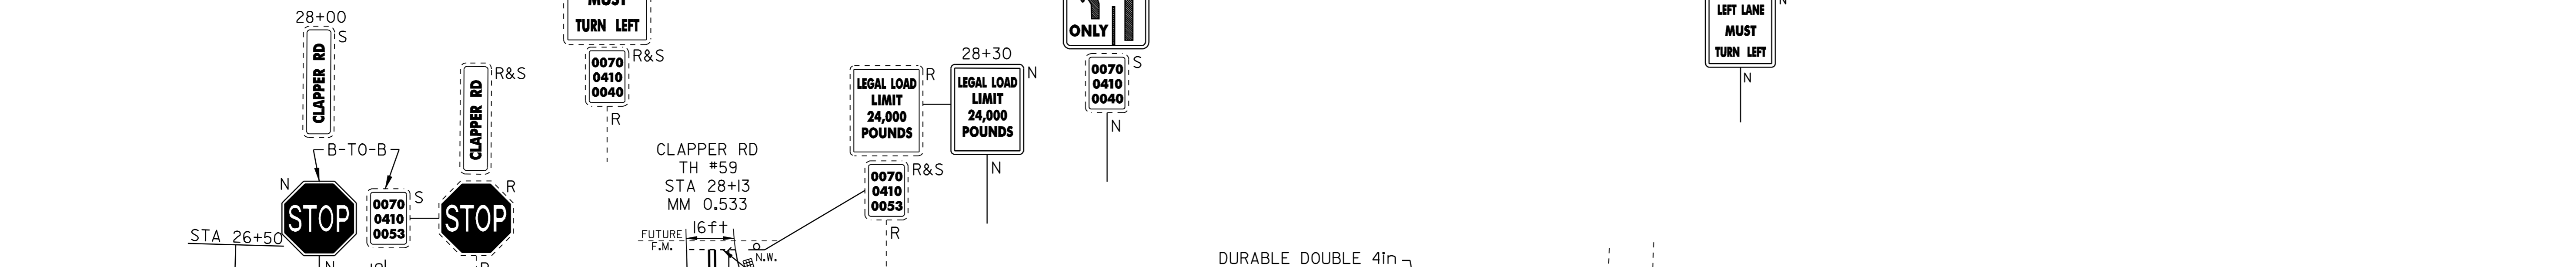 28+00
S
CLAPPER RD
B-TO-B
N
STOP
N
STA 26+50
0070
0410
0053
S
R&S
CLAPPER RD
R
STOP
R
MUST
TURN LEFT
R&S
0070
0410
0040
R
CLAPPER RD
TH #59
STA 28+13
MM 0.533
16ft
FUTURE
F.M.
N.W.
R
LEGAL LOAD
LIMIT
24,000
POUNDS
R&S
0070
0410
0053
R
28+30
N
LEGAL LOAD
LIMIT
24,000
POUNDS
N
ONLY
S
0070
0410
0040
N
DURABLE DOUBLE 4in
N
LEFT LANE
MUST
TURN LEFT
N